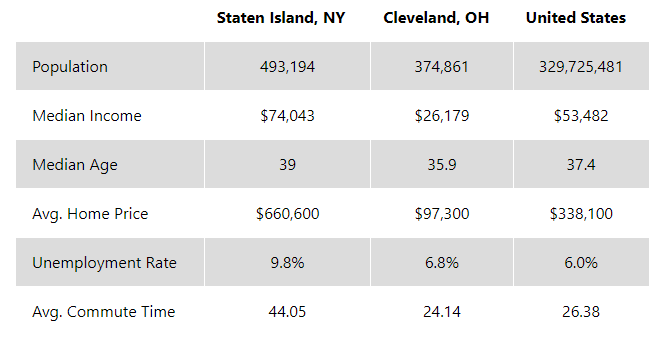 Staten Island, NY Cleveland, OH United States
Population 493,194 374,861 329,725,481
Median Income $74,043 $26,179 $53,482
Median Age 39 35.9 37.4
Avg. Home Price $660,600 $97,300 $338,100
Unemployment Rate 9.8% 6.8% 6.0%
Avg. Commute Time 44.05 24.14 26.38